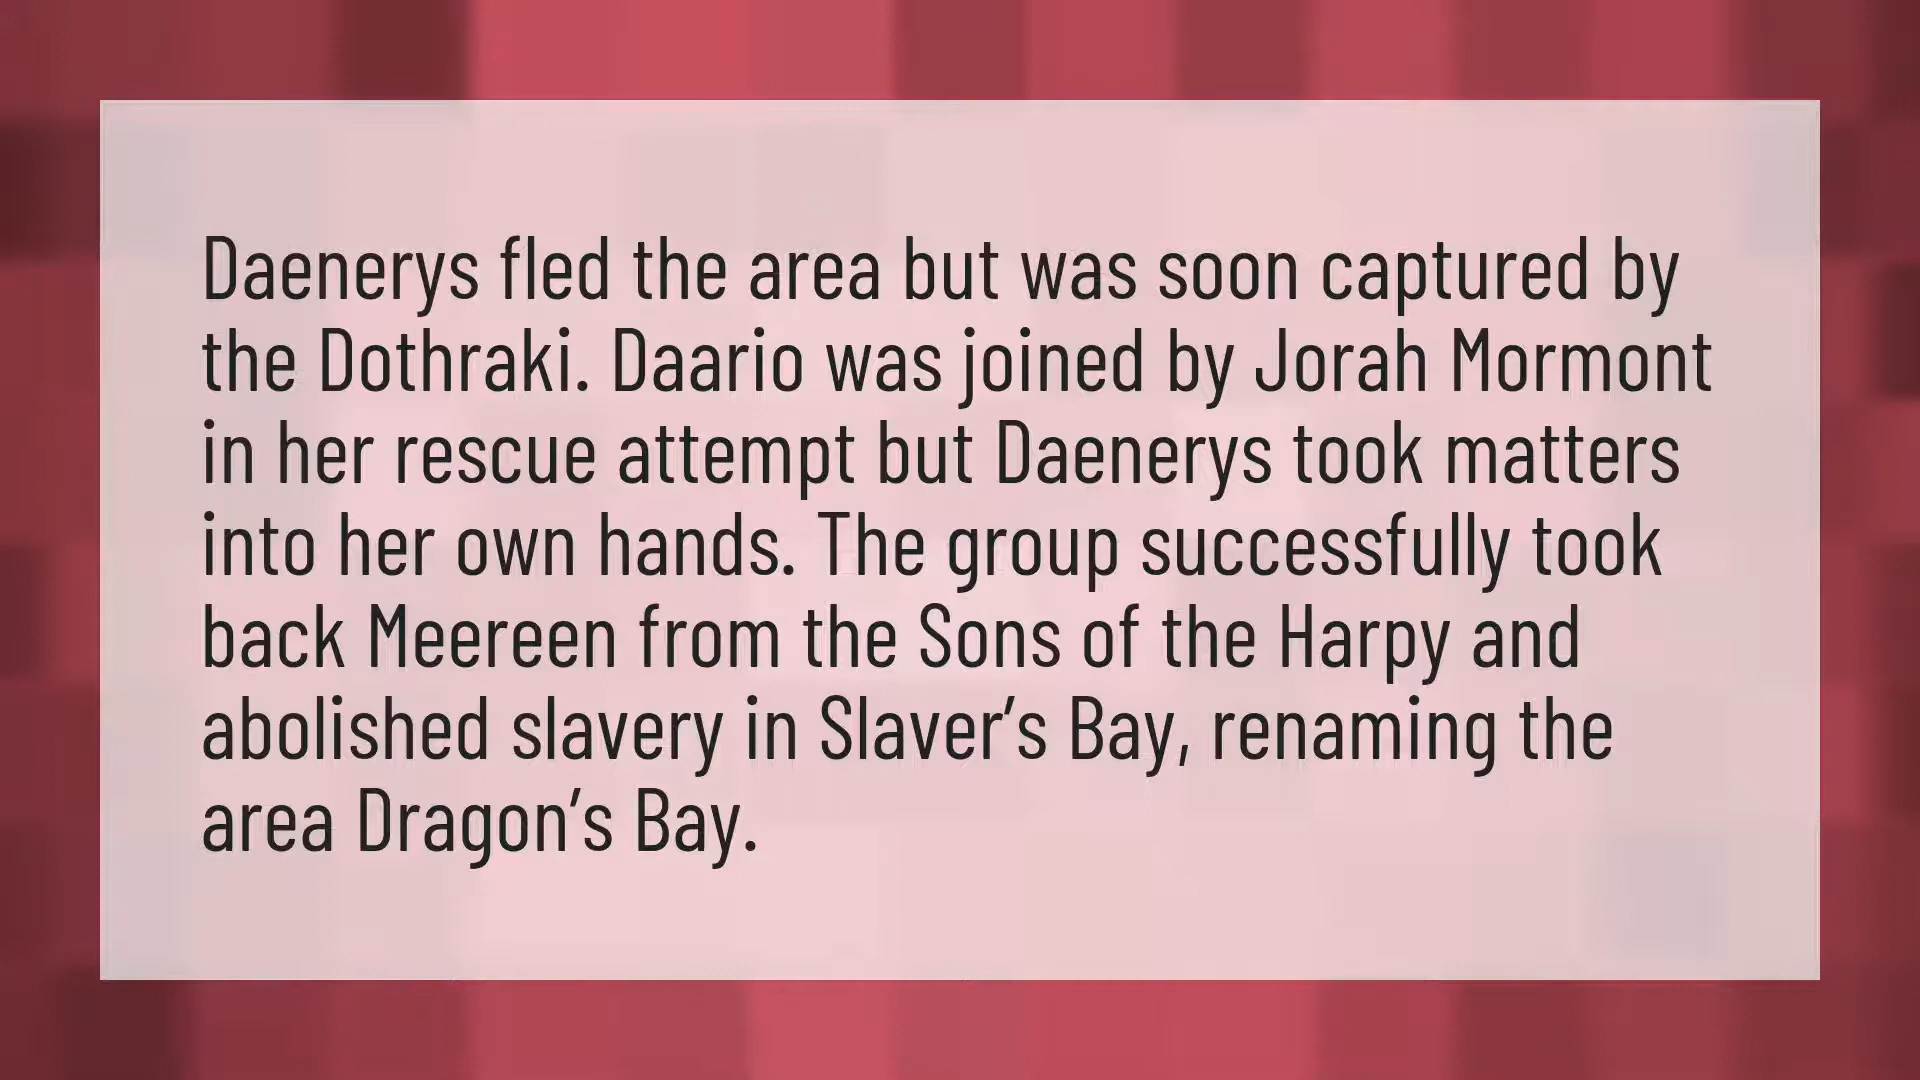 Daenerys fled the area but was soon captured by
the Dothraki. Daario was joined by Jorah Mormont
in her rescue attempt but Daenerys took matters
into her own hands. The group successfully took
back Meereen from the Sons of the Harpy and
abolished slavery in Slaver’s Bay, renaming the
area Dragon’s Bay.